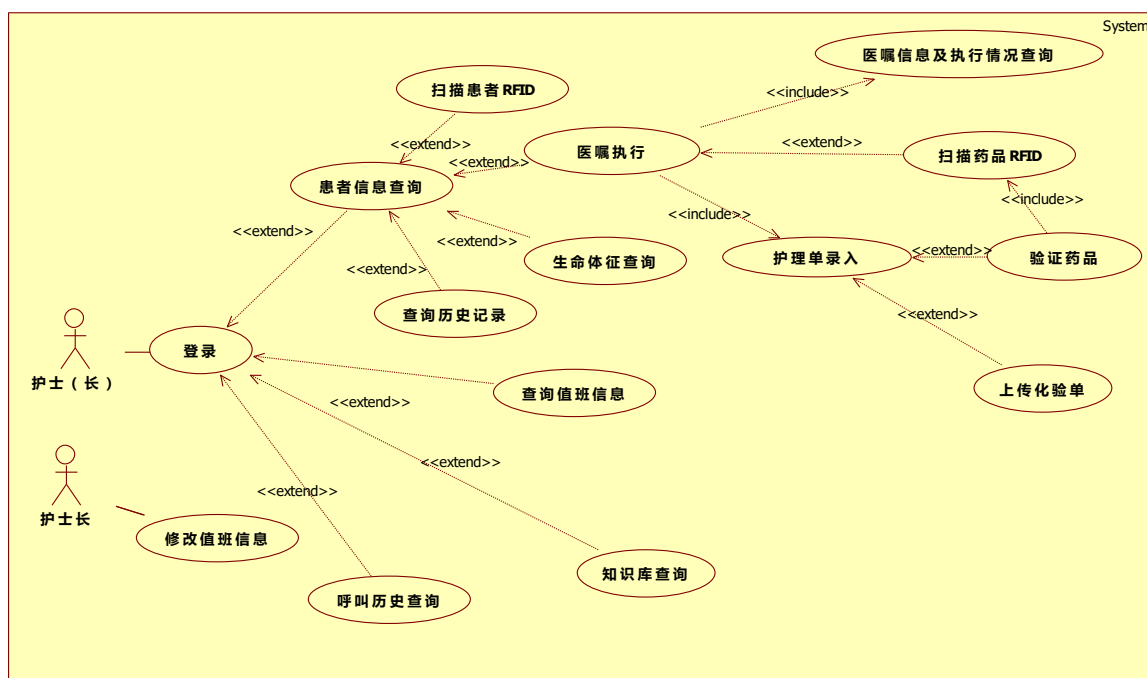 System
医嘱信息及执行情况查询
扫描患者RFID
<<include>>
<<extend>>
医嘱执行
<<extend>>
扫描药品RFID
<<extend>>
患者信息查询
<<include>>
<<include>>
<<extend>>
<<extend>>
<<extend>>
生命体征查询
护理单录入
验证药品
<<extend>>
查询历史记录
<<extend>>
登录
护士（长）
查询值班信息
上传化验单
<<extend>>
<<extend>>
<<extend>>
护士长
修改值班信息
知识库查询
呼叫历史查询